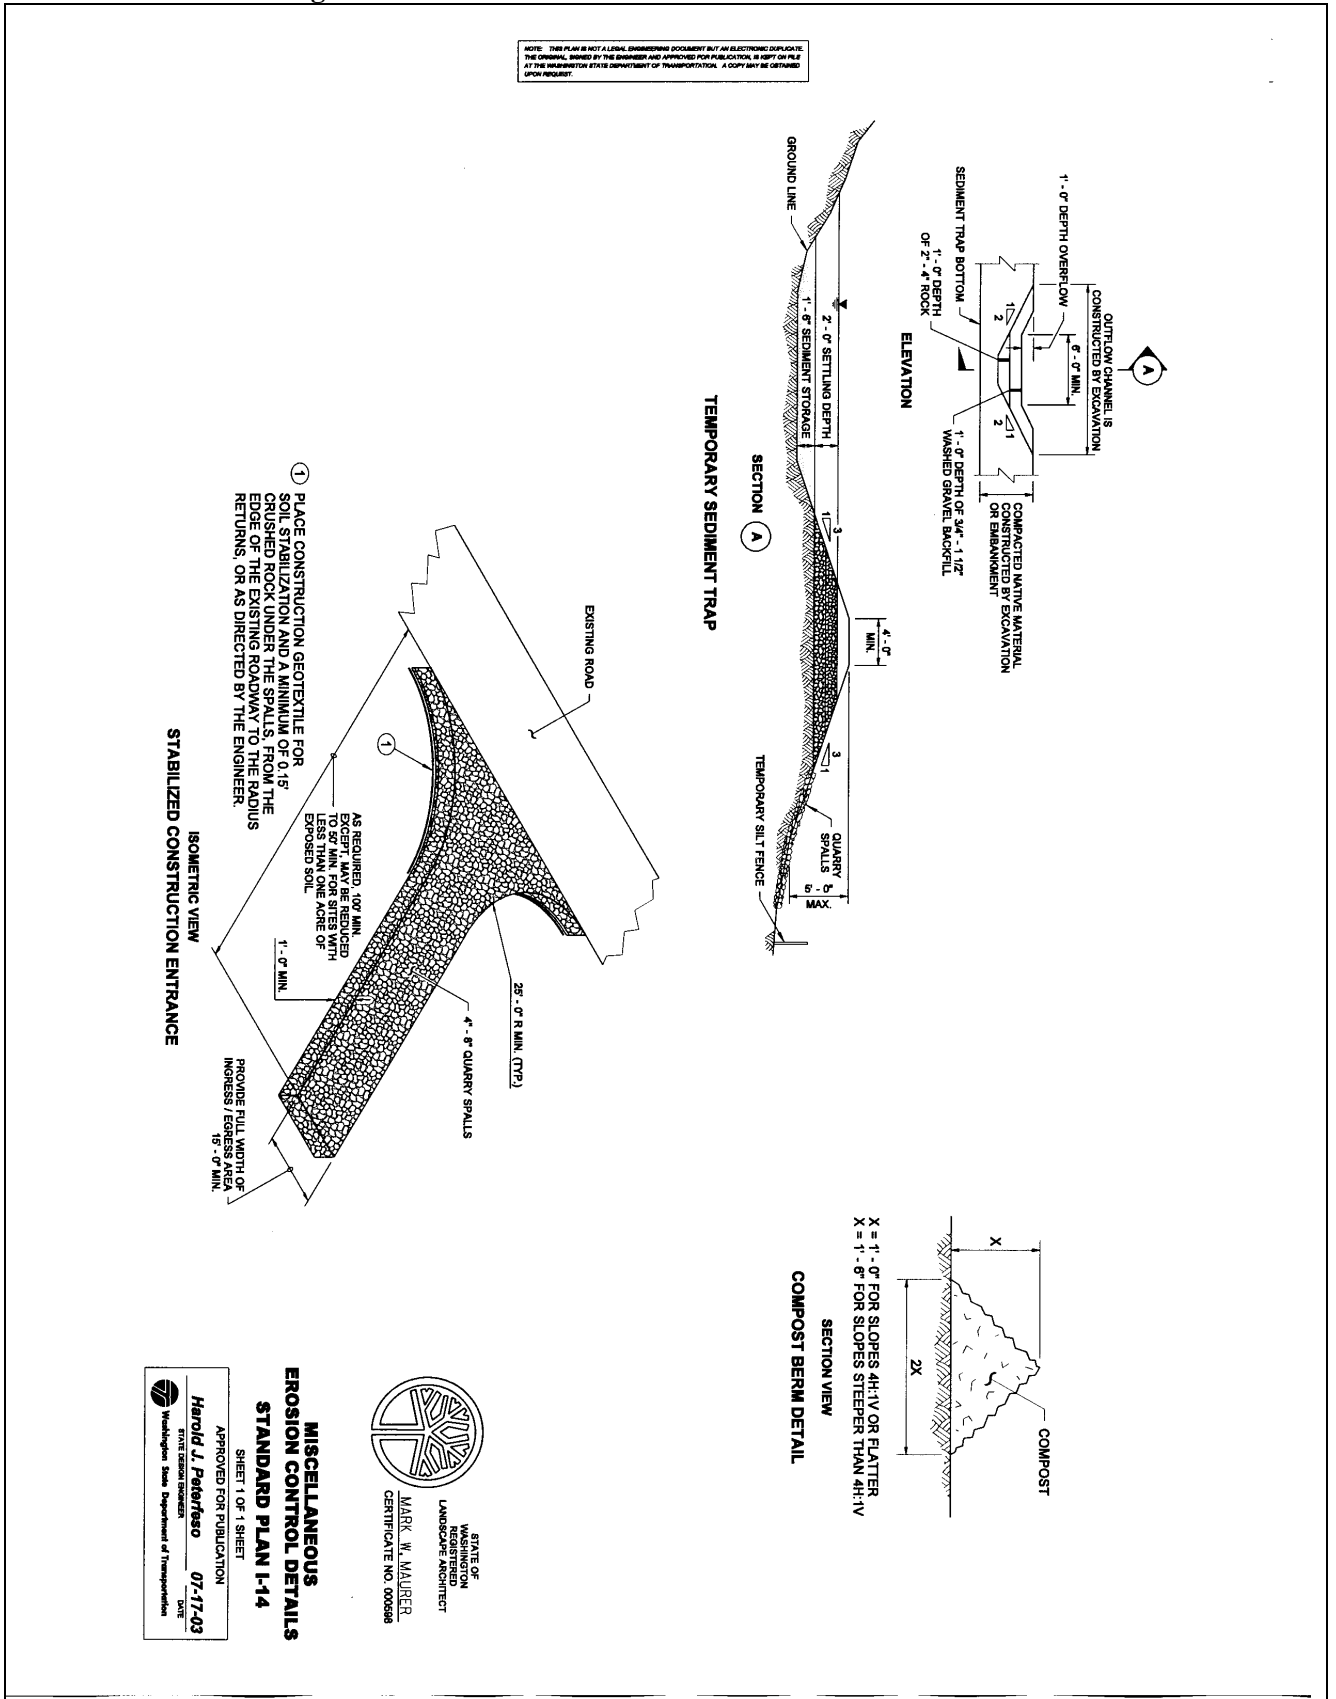 NOTE: THIS PLAN IS NOT A LEGAL ENGINEERING DOCUMENT BUT AN ELECTRONIC DUPLICATE.
THE ORIGINAL, SIGNED BY THE ENGINEER AND APPROVED FOR PUBLICATION, IS KEPT ON FILE
AT THE WASHINGTON STATE DEPARTMENT OF TRANSPORTATION. A COPY MAY BE OBTAINED
UPON REQUEST.
A
OUTFLOW CHANNEL IS
CONSTRUCTED BY EXCAVATION
6' - 0" MIN.
1' - 0" DEPTH OVERFLOW
SEDIMENT TRAP BOTTOM
1' - 0" DEPTH
OF 2" - 4" ROCK
1
2
1
2
1' - 0" DEPTH OF 3/4" - 1 1/2"
WASHED GRAVEL BACKFILL
COMPACTED NATIVE MATERIAL
CONSTRUCTED BY EXCAVATION
OR EMBANKMENT
ELEVATION
GROUND LINE
2' - 0" SETTLING DEPTH
1' - 6" SEDIMENT STORAGE
3
1
4' - 0"
MIN.
3
1
QUARRY
SPALLS
5' - 0"
MAX.
TEMPORARY SILT FENCE
SECTION A
TEMPORARY SEDIMENT TRAP
X
2X
COMPOST
X = 1' - 0" FOR SLOPES 4H:1V OR FLATTER
X = 1' - 6" FOR SLOPES STEEPER THAN 4H:1V
SECTION VIEW
COMPOST BERM DETAIL
EXISTING ROAD
25' - 0" R MIN. (TYP.)
4" - 8" QUARRY SPALLS
1
AS REQUIRED, 100' MIN.
EXCEPT, MAY BE REDUCED
TO 50' MIN. FOR SITES WITH
LESS THAN ONE ACRE OF
EXPOSED SOIL
1' - 0" MIN.
PROVIDE FULL WIDTH OF
INGRESS / EGRESS AREA
15' - 0" MIN.
1 PLACE CONSTRUCTION GEOTEXTILE FOR
SOIL STABILIZATION AND A MINIMUM OF 0.15'
CRUSHED ROCK UNDER THE SPALLS, FROM THE
EDGE OF THE EXISTING ROADWAY TO THE RADIUS
RETURNS, OR AS DIRECTED BY THE ENGINEER.
ISOMETRIC VIEW
STABILIZED CONSTRUCTION ENTRANCE
STATE OF
WASHINGTON
REGISTERED
LANDSCAPE ARCHITECT
MARK W. MAURER
CERTIFICATE NO. 000598
MISCELLANEOUS
EROSION CONTROL DETAILS
STANDARD PLAN I-14
SHEET 1 OF 1 SHEET
APPROVED FOR PUBLICATION
Harold J. Peterfeso 07-17-03
STATE DESIGN ENGINEER DATE
Washington State Department of Transportation